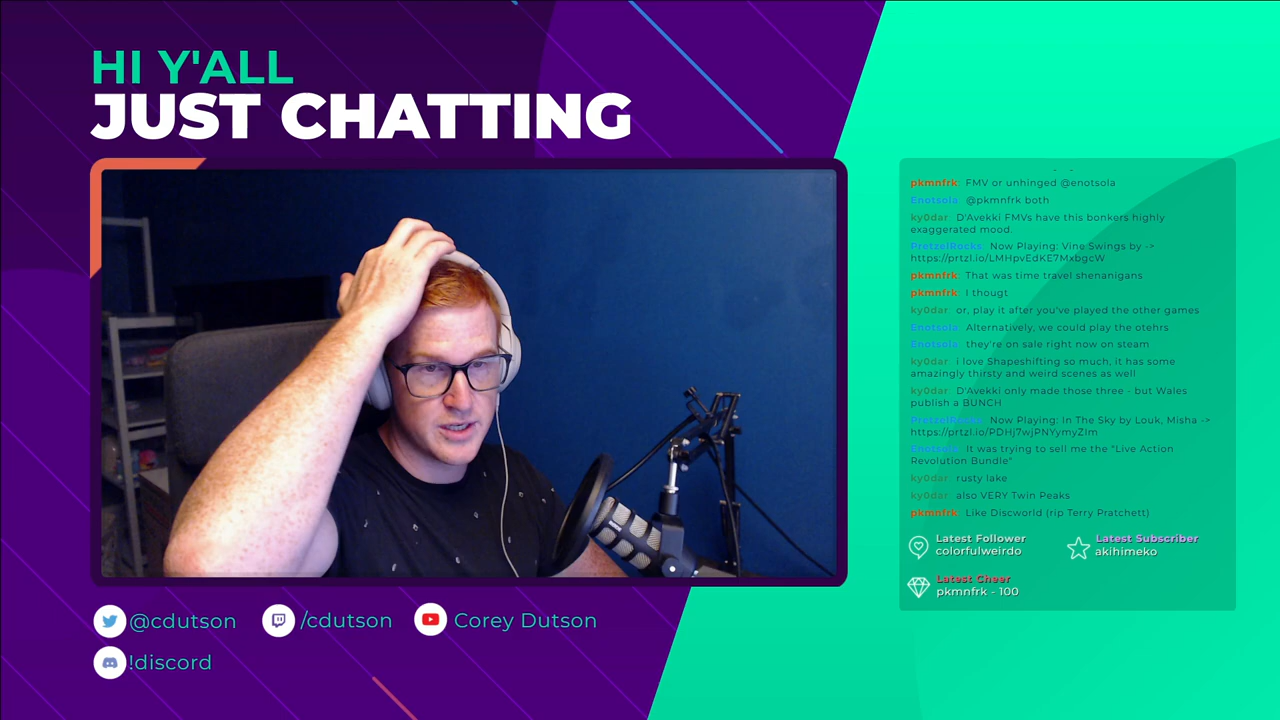 HI Y'ALL
JUST CHATTING
pkmnfrk: FMV or unhinged @enotsola
Enotsola: @pkmnfrk both
ky0dar: D'Avekki FMVs have this bonkers highly
exaggerated mood.
PretzelRocks: Now Playing: Vine Swings by ->
https://prtzl.io/LMHpvEdKE7MxbgcW
pkmnfrk: That was time travel shenanigans
pkmnfrk: I thougt
ky0dar: or, play it after you've played the other games
Enotsola: Alternatively, we could play the otehrs
Enotsola: they're on sale right now on steam
ky0dar: i love Shapeshifting so much, it has some
amazingly thirsty and weird scenes as well
ky0dar: D'Avekki only made those three - but Wales
publish a BUNCH
PretzelRocks: Now Playing: In The Sky by Louk, Misha ->
https://prtzl.io/PDHj7wjPNYymyZlm
Enotsola: It was trying to sell me the "Live Action
Revolution Bundle"
ky0dar: rusty lake
ky0dar: also VERY Twin Peaks
pkmnfrk: Like Discworld (rip Terry Pratchett)
Latest Follower
colorfulweirdo
Latest Subscriber
akihimeko
Latest Cheer
pkmnfrk - 100
@cdutson /cdutson Corey Dutson
!discord